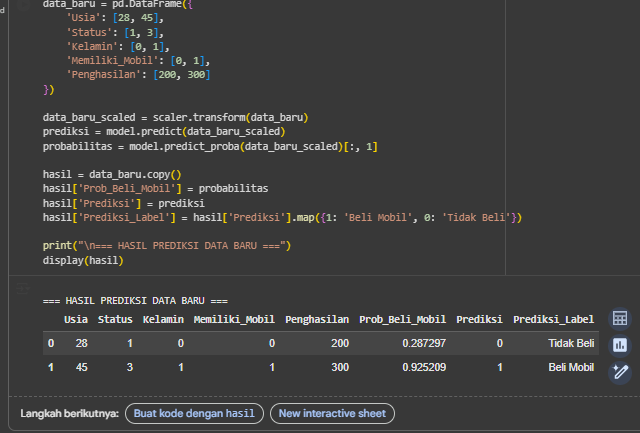 d
data_baru = pd.DataFrame({
'Usia': [28, 45],
'Status': [1, 3],
'Kelamin': [0, 1],
'Memiliki_Mobil': [0, 1],
'Penghasilan': [200, 300]
})
data_baru_scaled = scaler.transform(data_baru)
prediksi = model.predict(data_baru_scaled)
probabilitas = model.predict_proba(data_baru_scaled)[:, 1]
hasil = data_baru.copy()
hasil['Prob_Beli_Mobil'] = probabilitas
hasil['Prediksi'] = prediksi
hasil['Prediksi_Label'] = hasil['Prediksi'].map({1: 'Beli Mobil', 0: 'Tidak Beli'})
print("\n=== HASIL PREDIKSI DATA BARU ===")
display(hasil)
=== HASIL PREDIKSI DATA BARU ===
Usia Status Kelamin Memiliki_Mobil Penghasilan Prob_Beli_Mobil Prediksi Prediksi_Label
0 28 1 0 0 200 0.287297 0 Tidak Beli
1 45 3 1 1 300 0.925209 1 Beli Mobil
Langkah berikutnya: Buat kode dengan hasil New interactive sheet